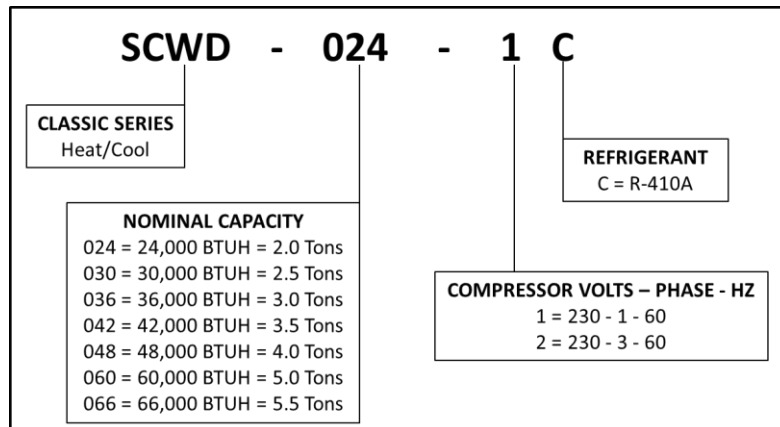 SCWD - 024 - 1 C
CLASSIC SERIES
Heat/Cool
REFRIGERANT
C = R-410A
NOMINAL CAPACITY
024 = 24,000 BTUH = 2.0 Tons
030 = 30,000 BTUH = 2.5 Tons
036 = 36,000 BTUH = 3.0 Tons
042 = 42,000 BTUH = 3.5 Tons
048 = 48,000 BTUH = 4.0 Tons
060 = 60,000 BTUH = 5.0 Tons
066 = 66,000 BTUH = 5.5 Tons
COMPRESSOR VOLTS – PHASE - HZ
1 = 230 - 1 - 60
2 = 230 - 3 - 60